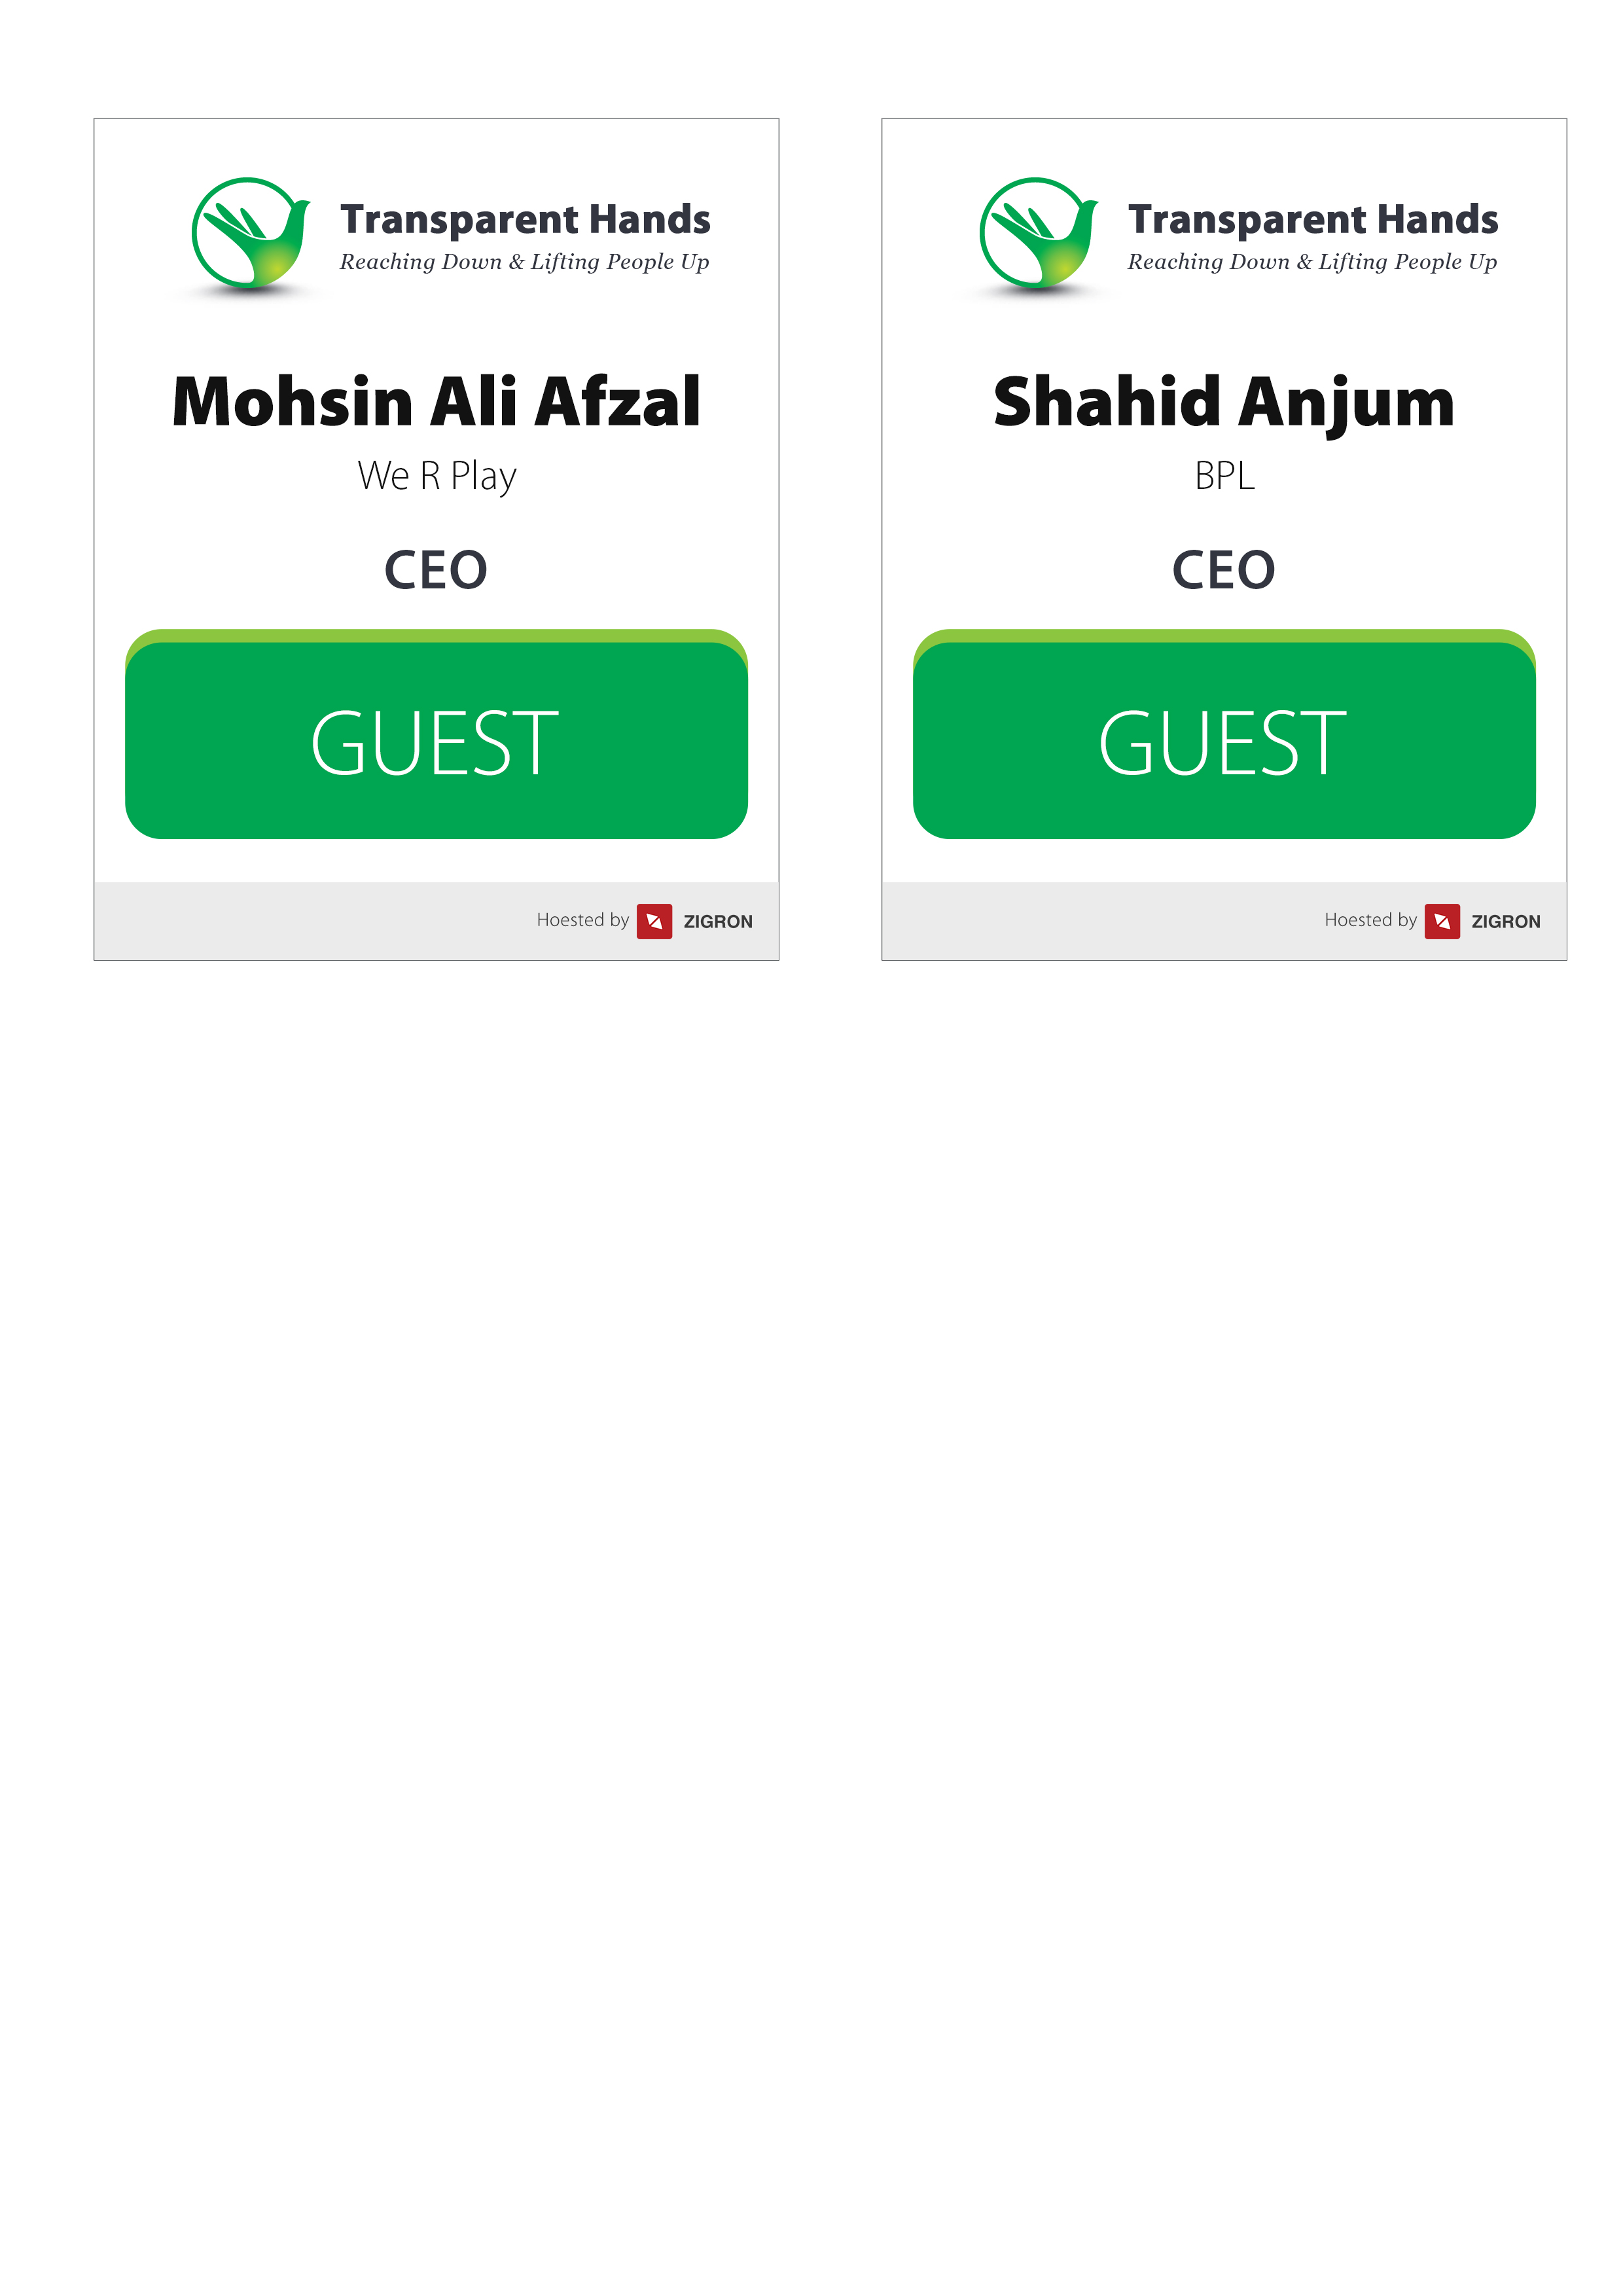 Transparent Hands
Reaching Down & Lifting People Up
Mohsin Ali Afzal
We R Play
CEO
GUEST
Hoested by ZIGRON
Transparent Hands
Reaching Down & Lifting People Up
Shahid Anjum
BPL
CEO
GUEST
Hoested by ZIGRON